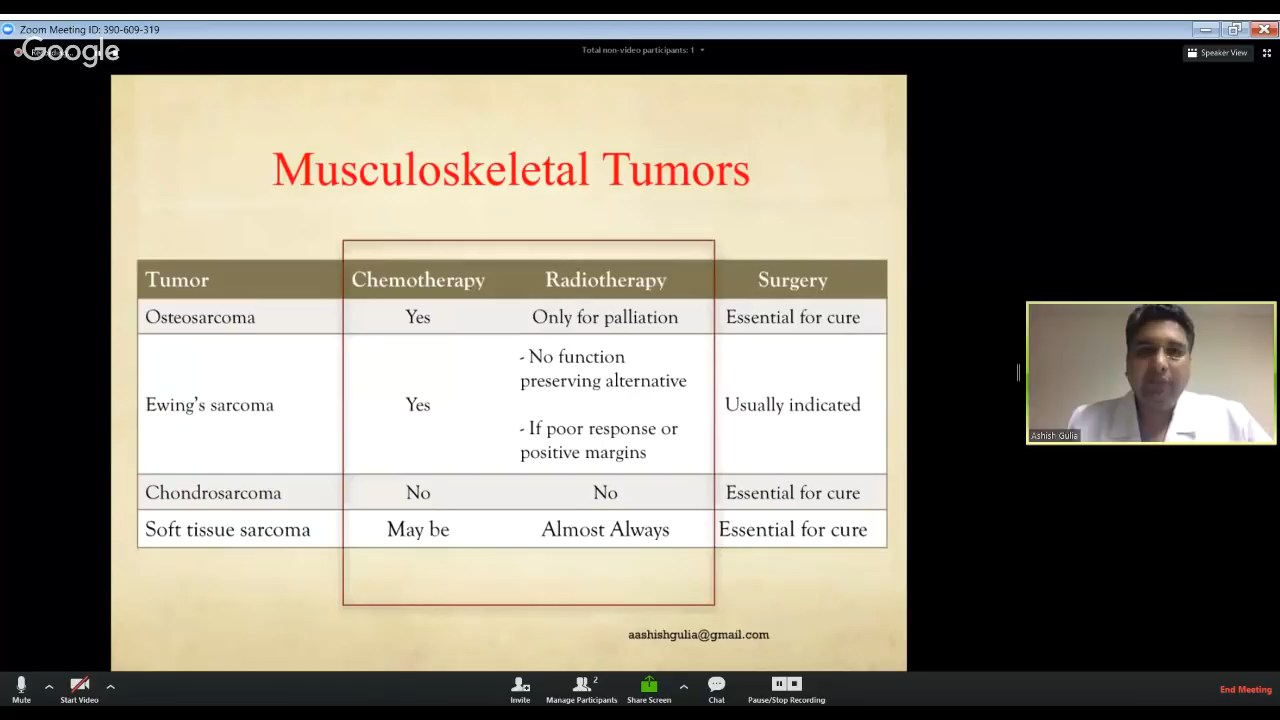 Zoom Meeting ID: 390-609-319
Google
Total non-video participants: 1
Speaker View
Musculoskeletal Tumors
Tumor Chemotherapy Radiotherapy Surgery
Osteosarcoma Yes Only for palliation Essential for cure
Ewing's sarcoma Yes - No function preserving alternative - If poor response or positive margins Usually indicated
Chondrosarcoma No No Essential for cure
Soft tissue sarcoma May be Almost Always Essential for cure
aashishgulia@gmail.com
Ashish Gulia
Mute Start Video Invite Manage Participants 2 Share Screen Chat Pause/Stop Recording End Meeting